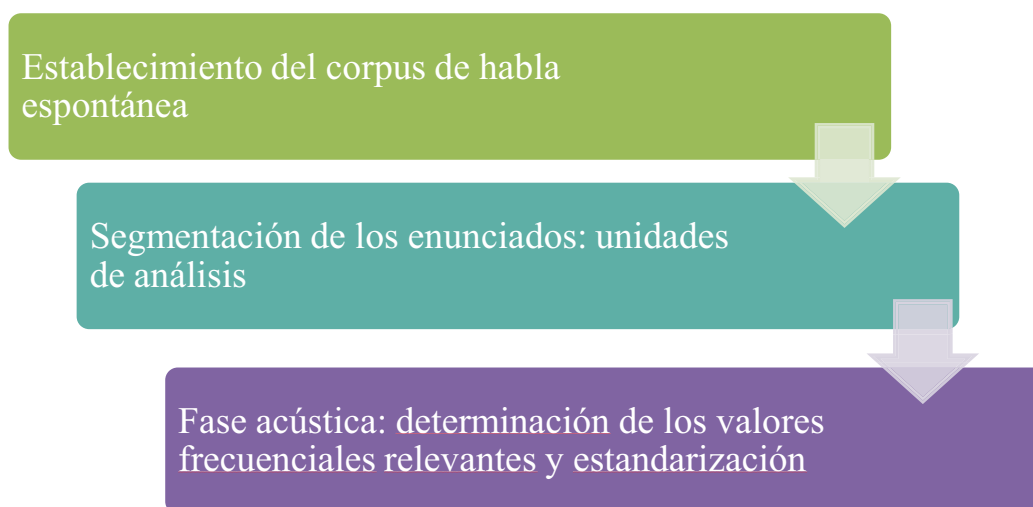 Establecimiento del corpus de habla
espontánea
Segmentación de los enunciados: unidades
de análisis
Fase acústica: determinación de los valores
frecuenciales relevantes y estandarización